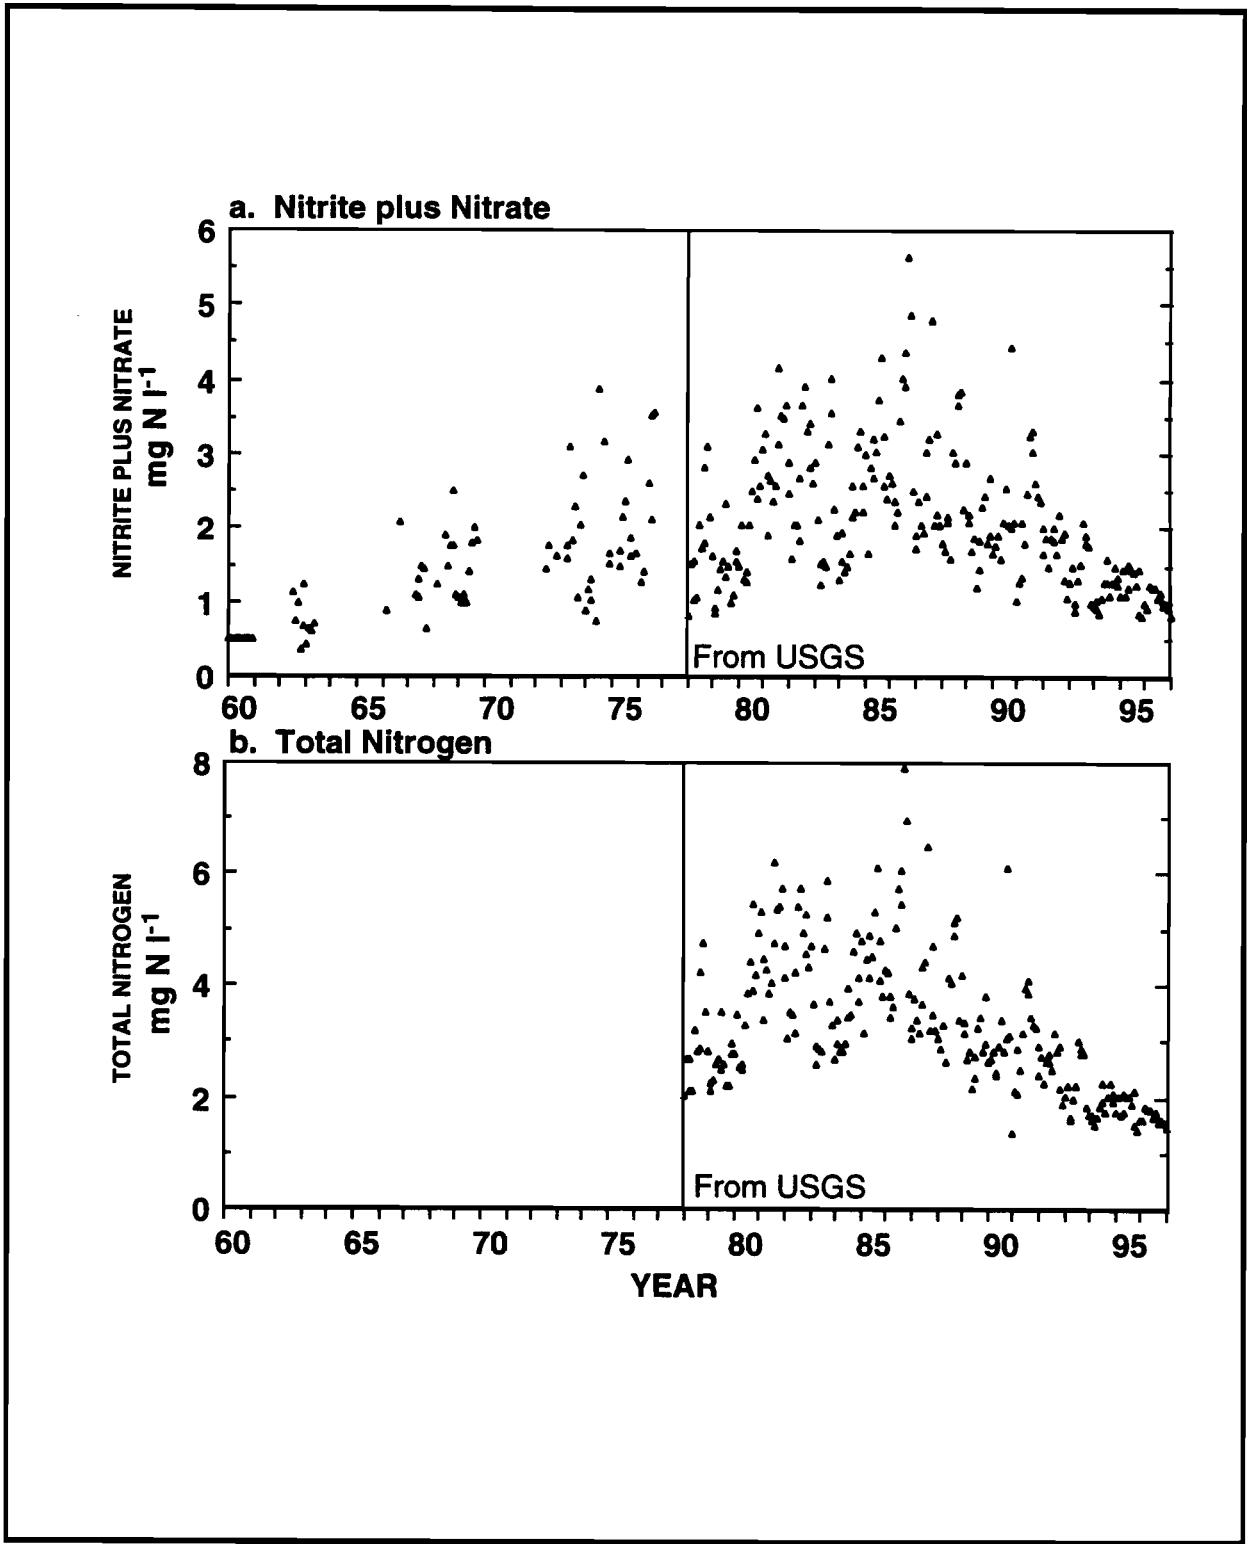 a. Nitrite plus Nitrate
6
5
4
3
2
1
0
NITRITE PLUS NITRATE
mg N l-1
From USGS
60 65 70 75 80 85 90 95
b. Total Nitrogen
8
6
4
2
0
TOTAL NITROGEN
mg N l-1
From USGS
60 65 70 75 80 85 90 95
YEAR